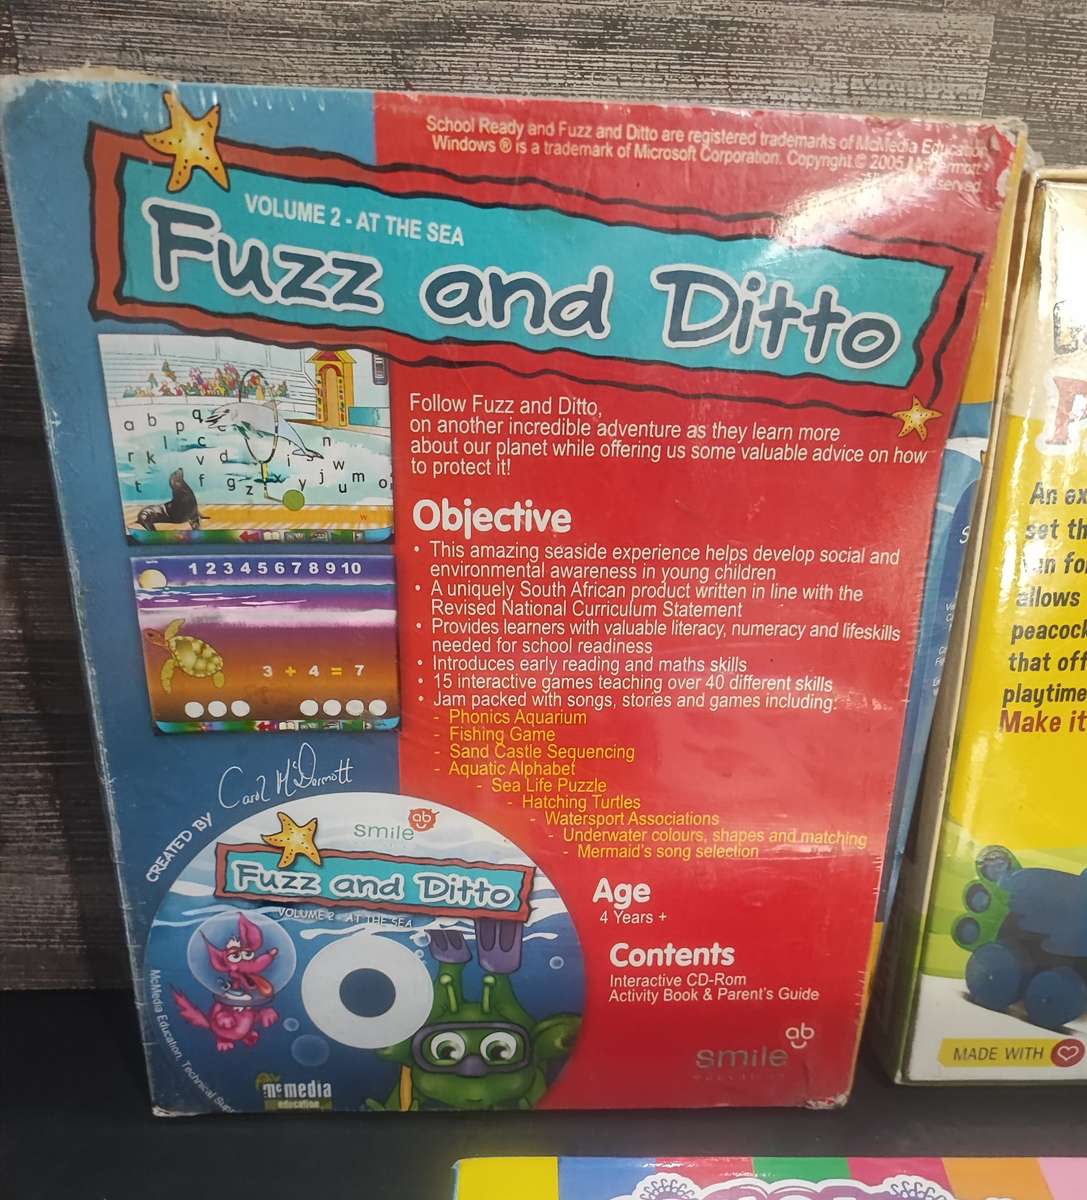 School Ready and Fuzz and Ditto are registered trademarks of McMedia Education
Windows ® is a trademark of Microsoft Corporation. Copyright © 2005
VOLUME 2 - AT THE SEA
Fuzz and Ditto
Follow Fuzz and Ditto,
on another incredible adventure as they learn more
about our planet while offering us some valuable advice on how
to protect it!
Objective
• This amazing seaside experience helps develop social and
environmental awareness in young children
• A uniquely South African product written in line with the
Revised National Curriculum Statement
• Provides learners with valuable literacy, numeracy and lifeskills
needed for school readiness
• Introduces early reading and maths skills
• 15 interactive games teaching over 40 different skills
• Jam packed with songs, stories and games including:
- Phonics Aquarium
- Fishing Game
- Sand Castle Sequencing
- Aquatic Alphabet
- Sea Life Puzzle
- Hatching Turtles
- Watersport Associations
- Underwater colours, shapes and matching
- Mermaid's song selection
Age
4 Years +
Contents
Interactive CD-Rom
Activity Book & Parent's Guide
ab
smile
a b p q
l c n
r k v d i w
t f g z x y j u m o
1 2 3 4 5 6 7 8 9 10
3 + 4 = 7
CREATED BY Carol McDermott
smile ab
Fuzz and Ditto
VOLUME 2 - AT THE SEA
McMedia Education, Technical
mcmedia
education
An
set
allows
that
playtime
Make it
MADE WITH